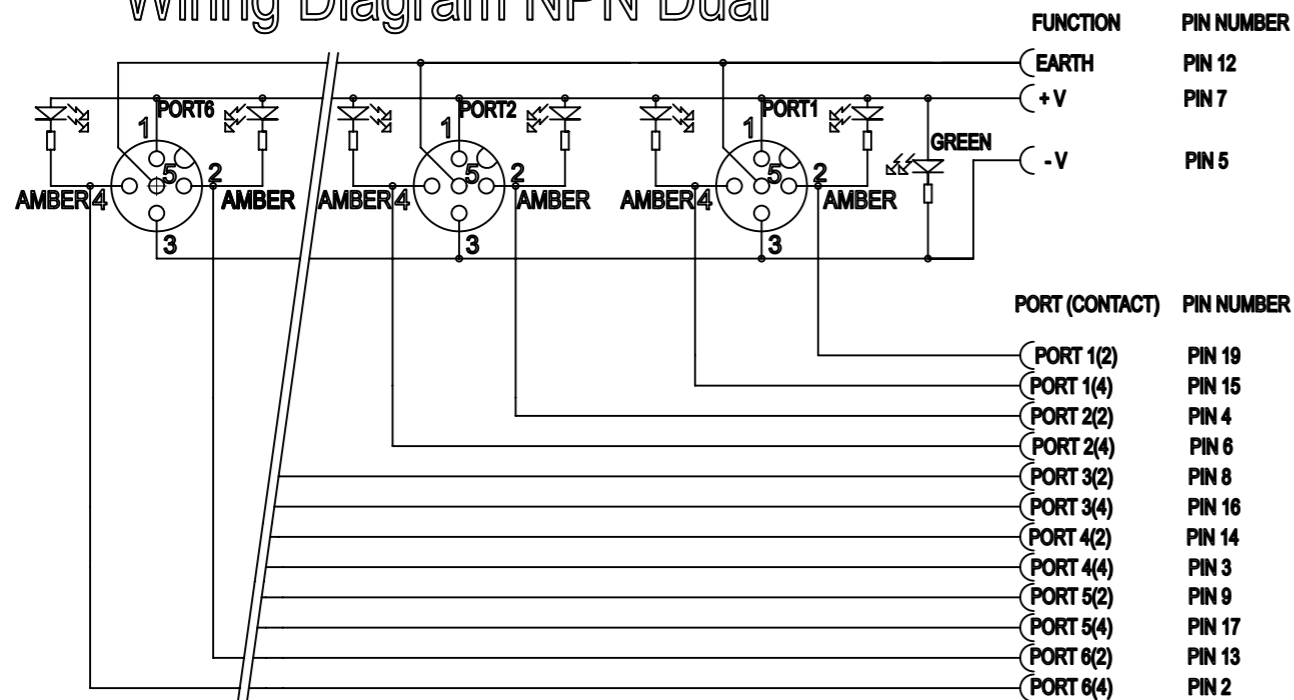 Wiring Diagram NPN Dual
FUNCTION PIN NUMBER
EARTH PIN 12
+ V PIN 7
- V PIN 5
PORT6 PORT2 PORT1
GREEN
1 1 1
5 2 5 2 5 2
AMBER 4 AMBER AMBER 4 AMBER AMBER 4 AMBER
3 3 3
PORT (CONTACT) PIN NUMBER
PORT 1(2) PIN 19
PORT 1(4) PIN 15
PORT 2(2) PIN 4
PORT 2(4) PIN 6
PORT 3(2) PIN 8
PORT 3(4) PIN 16
PORT 4(2) PIN 14
PORT 4(4) PIN 3
PORT 5(2) PIN 9
PORT 5(4) PIN 17
PORT 6(2) PIN 13
PORT 6(4) PIN 2